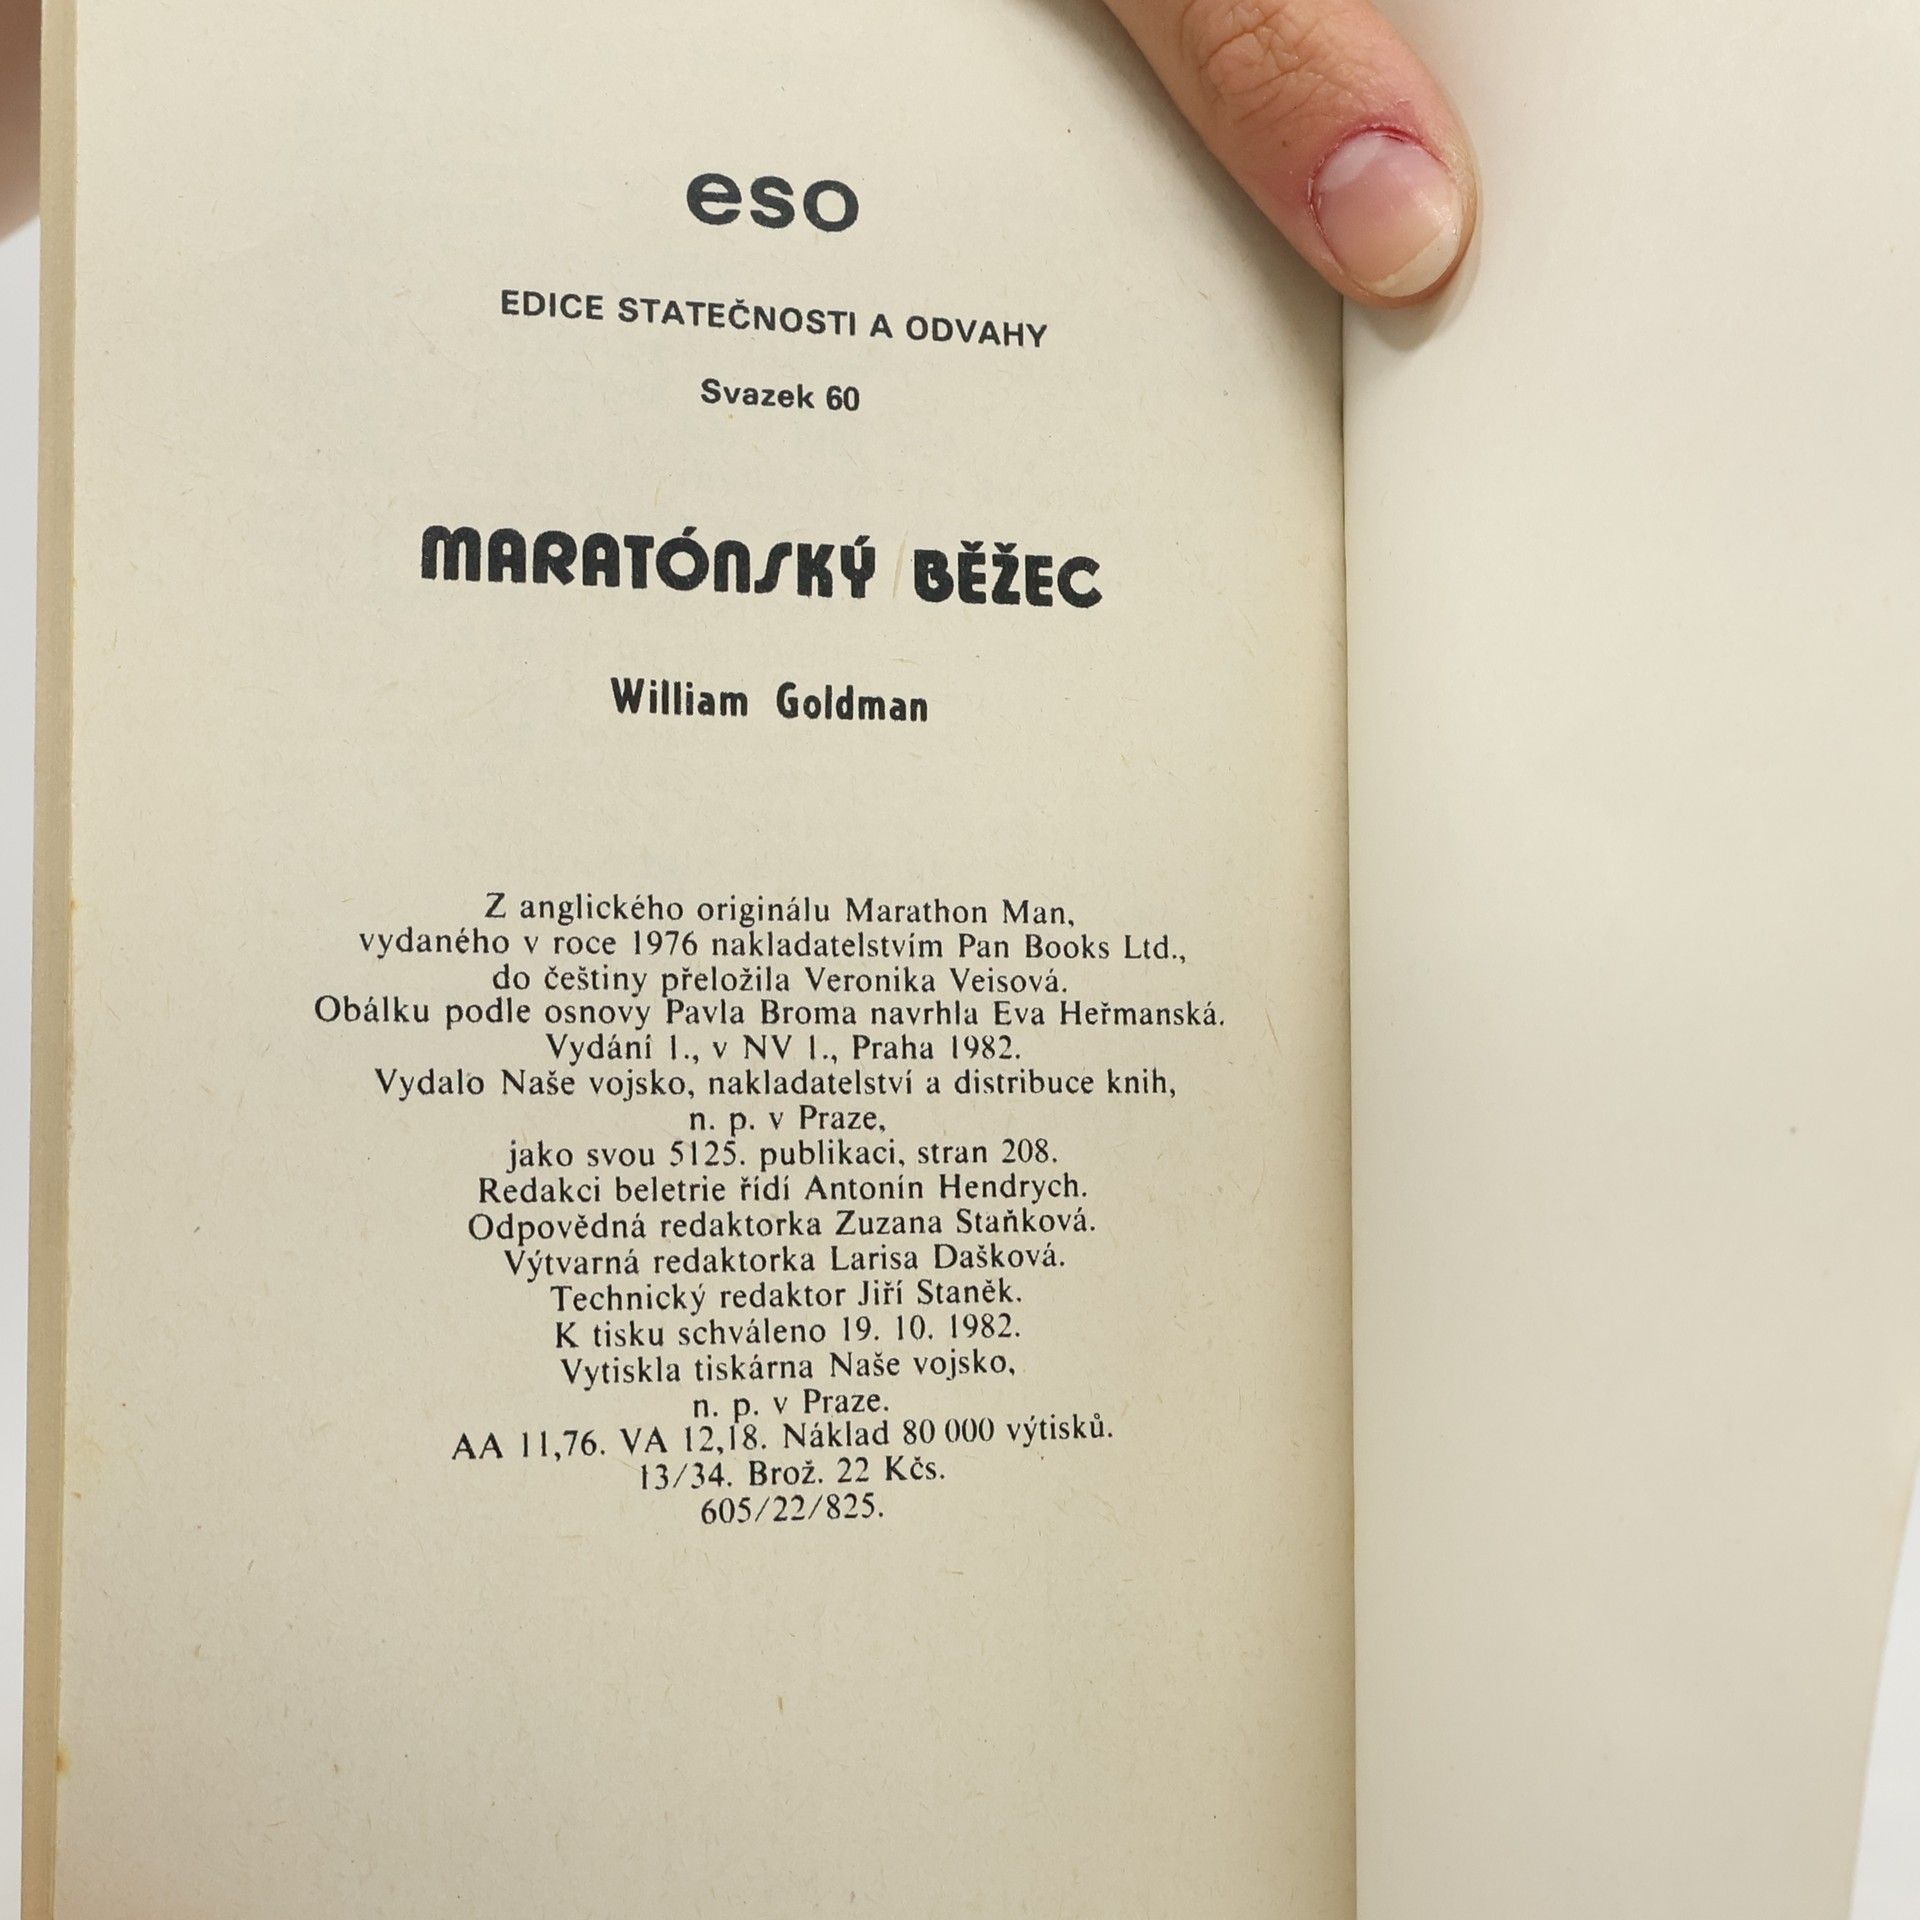 eso
EDICE STATEČNOSTI A ODVAHY
Svazek 60
MARATÓNSKÝ BĚŽEC
William Goldman
Z anglického originálu Marathon Man,
vydaného v roce 1976 nakladatelstvím Pan Books Ltd.,
do češtiny přeložila Veronika Veisová.
Obálku podle osnovy Pavla Broma navrhla Eva Heřmanská.
Vydání 1., v NV 1., Praha 1982.
Vydalo Naše vojsko, nakladatelství a distribuce knih,
n. p. v Praze,
jako svou 5125. publikaci, stran 208.
Redakci beletrie řídí Antonín Hendrych.
Odpovědná redaktorka Zuzana Staňková.
Výtvarná redaktorka Larisa Dašková.
Technický redaktor Jiří Staněk.
K tisku schváleno 19. 10. 1982.
Vytiskla tiskárna Naše vojsko,
n. p. v Praze.
AA 11,76. VA 12,18. Náklad 80 000 výtisků.
13/34. Brož. 22 Kčs.
605/22/825.